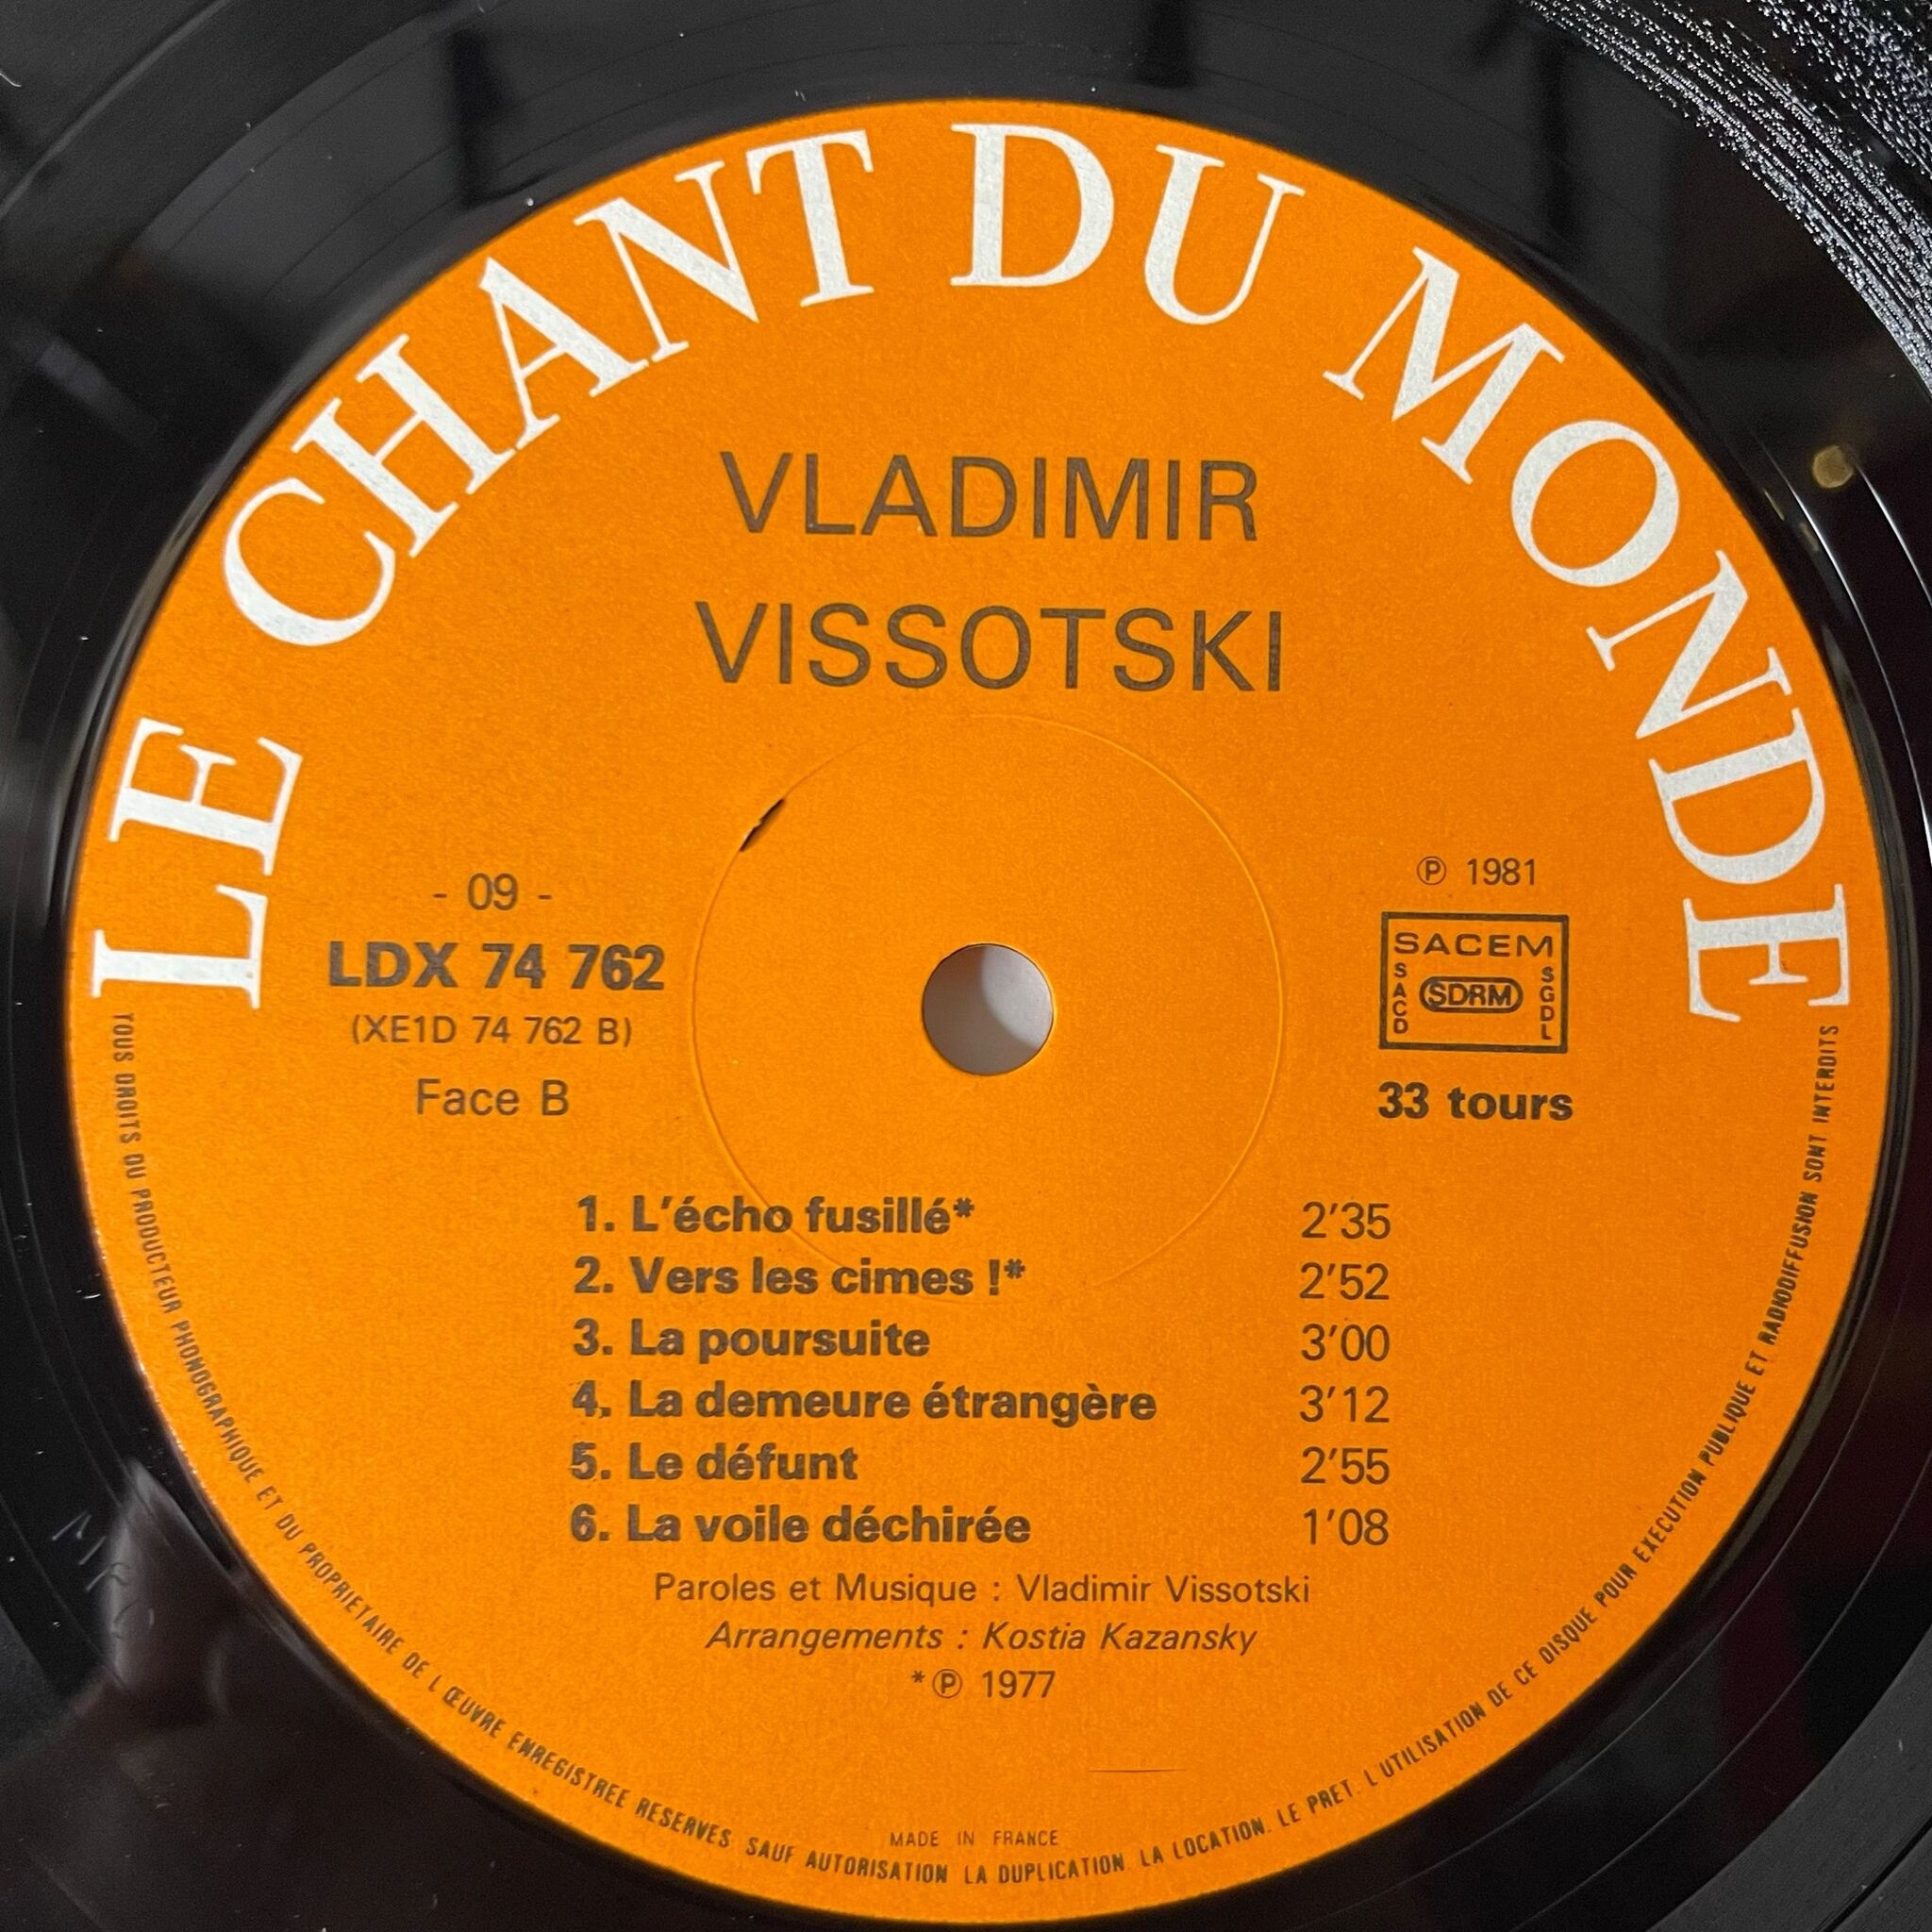 LE CHANT DU MONDE
VLADIMIR
VISSOTSKI
- 09 -
LDX 74 762
(XE1D 74 762 B)
Face B
℗ 1981
SACEM
SACD
SDRM
SGDL
33 tours
1. L'écho fusillé* 2'35
2. Vers les cimes !* 2'52
3. La poursuite 3'00
4. La demeure étrangère 3'12
5. Le défunt 2'55
6. La voile déchirée 1'08
Paroles et Musique : Vladimir Vissotski
Arrangements : Kostia Kazansky
*℗ 1977
MADE IN FRANCE
TOUS DROITS DU PRODUCTEUR PHONOGRAPHIQUE ET DU PROPRIETAIRE DE L'ŒUVRE ENREGISTREE RESERVES SAUF AUTORISATION LA DUPLICATION. LA LOCATION. LE PRET. L'UTILISATION DE CE DISQUE POUR EXECUTION PUBLIQUE ET RADIODIFFUSION SONT INTERDITS